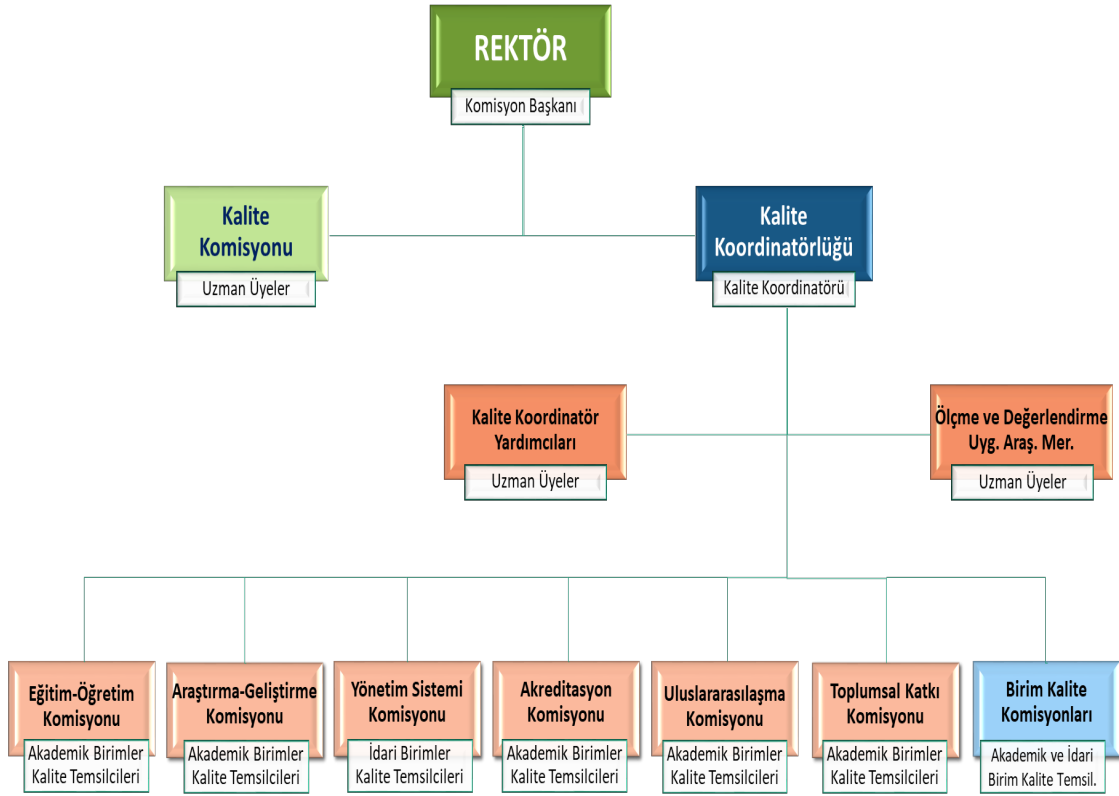 REKTÖR
Komisyon Başkanı
Kalite
Komisyonu
Uzman Üyeler
Kalite
Koordinatörlüğü
Kalite Koordinatörü
Kalite Koordinatör
Yardımcıları
Uzman Üyeler
Ölçme ve Değerlendirme
Uyg. Araş. Mer.
Uzman Üyeler
Eğitim-Öğretim
Komisyonu
Akademik Birimler
Kalite Temsilcileri
Araştırma-Geliştirme
Komisyonu
Akademik Birimler
Kalite Temsilcileri
Yönetim Sistemi
Komisyonu
İdari Birimler
Kalite Temsilcileri
Akreditasyon
Komisyonu
Akademik Birimler
Kalite Temsilcileri
Uluslararasılaşma
Komisyonu
Akademik Birimler
Kalite Temsilcileri
Toplumsal Katkı
Komisyonu
Akademik Birimler
Kalite Temsilcileri
Birim Kalite
Komisyonları
Akademik ve İdari
Birim Kalite Temsil.